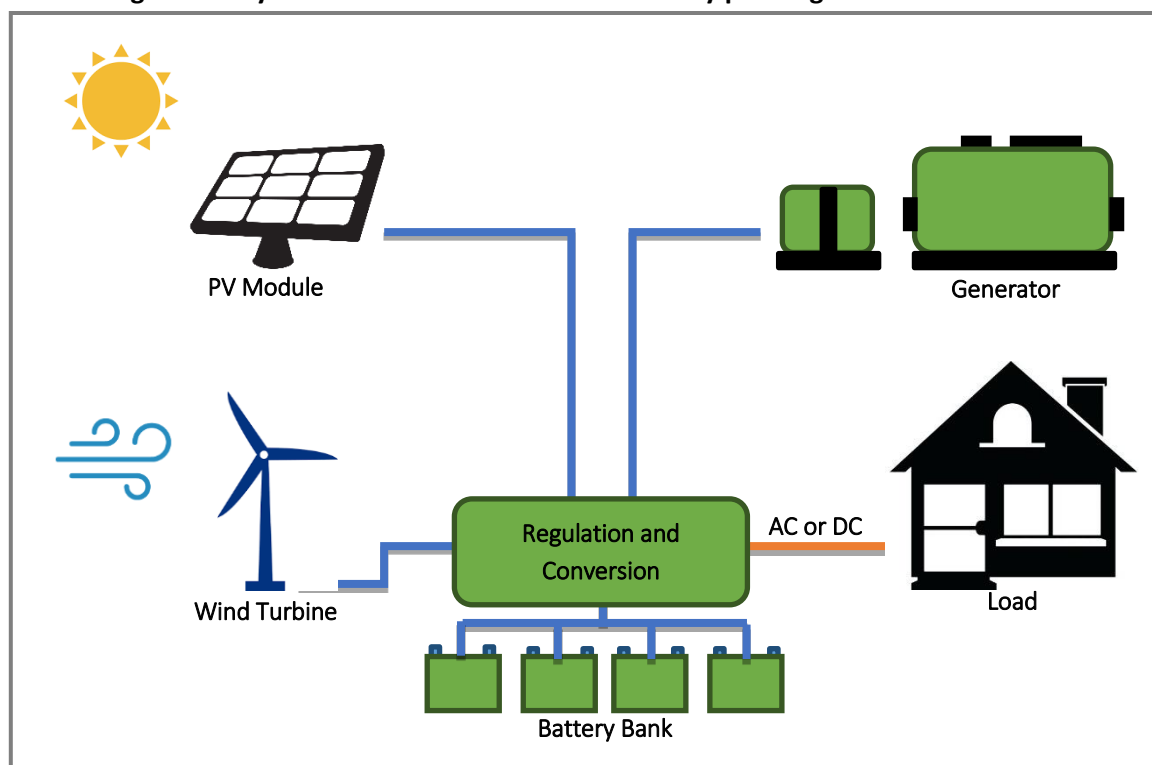 PV Module
Generator
Regulation and
Conversion
AC or DC
Wind Turbine
Load
Battery Bank